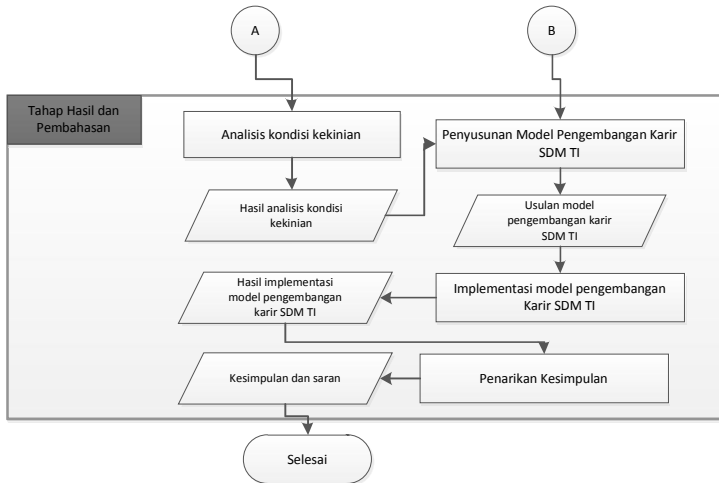 A
B
Tahap Hasil dan
Pembahasan
Analisis kondisi kekinian
Penyusunan Model Pengembangan Karir
SDM TI
Hasil analisis kondisi
kekinian
Usulan model
pengembangan karir
SDM TI
Hasil implementasi
model pengembangan
karir SDM TI
Implementasi model pengembangan
Karir SDM TI
Kesimpulan dan saran
Penarikan Kesimpulan
Selesai